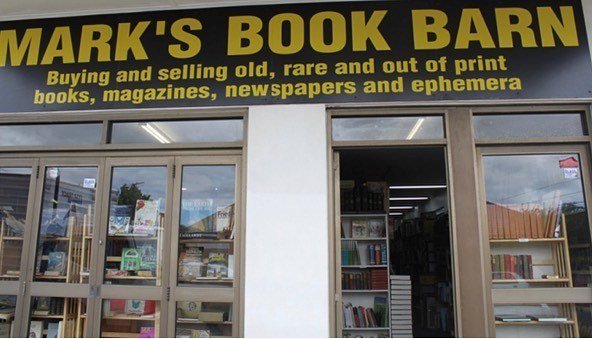 MARK'S BOOK BARN
Buying and selling old, rare and out of print
books, magazines, newspapers and ephemera